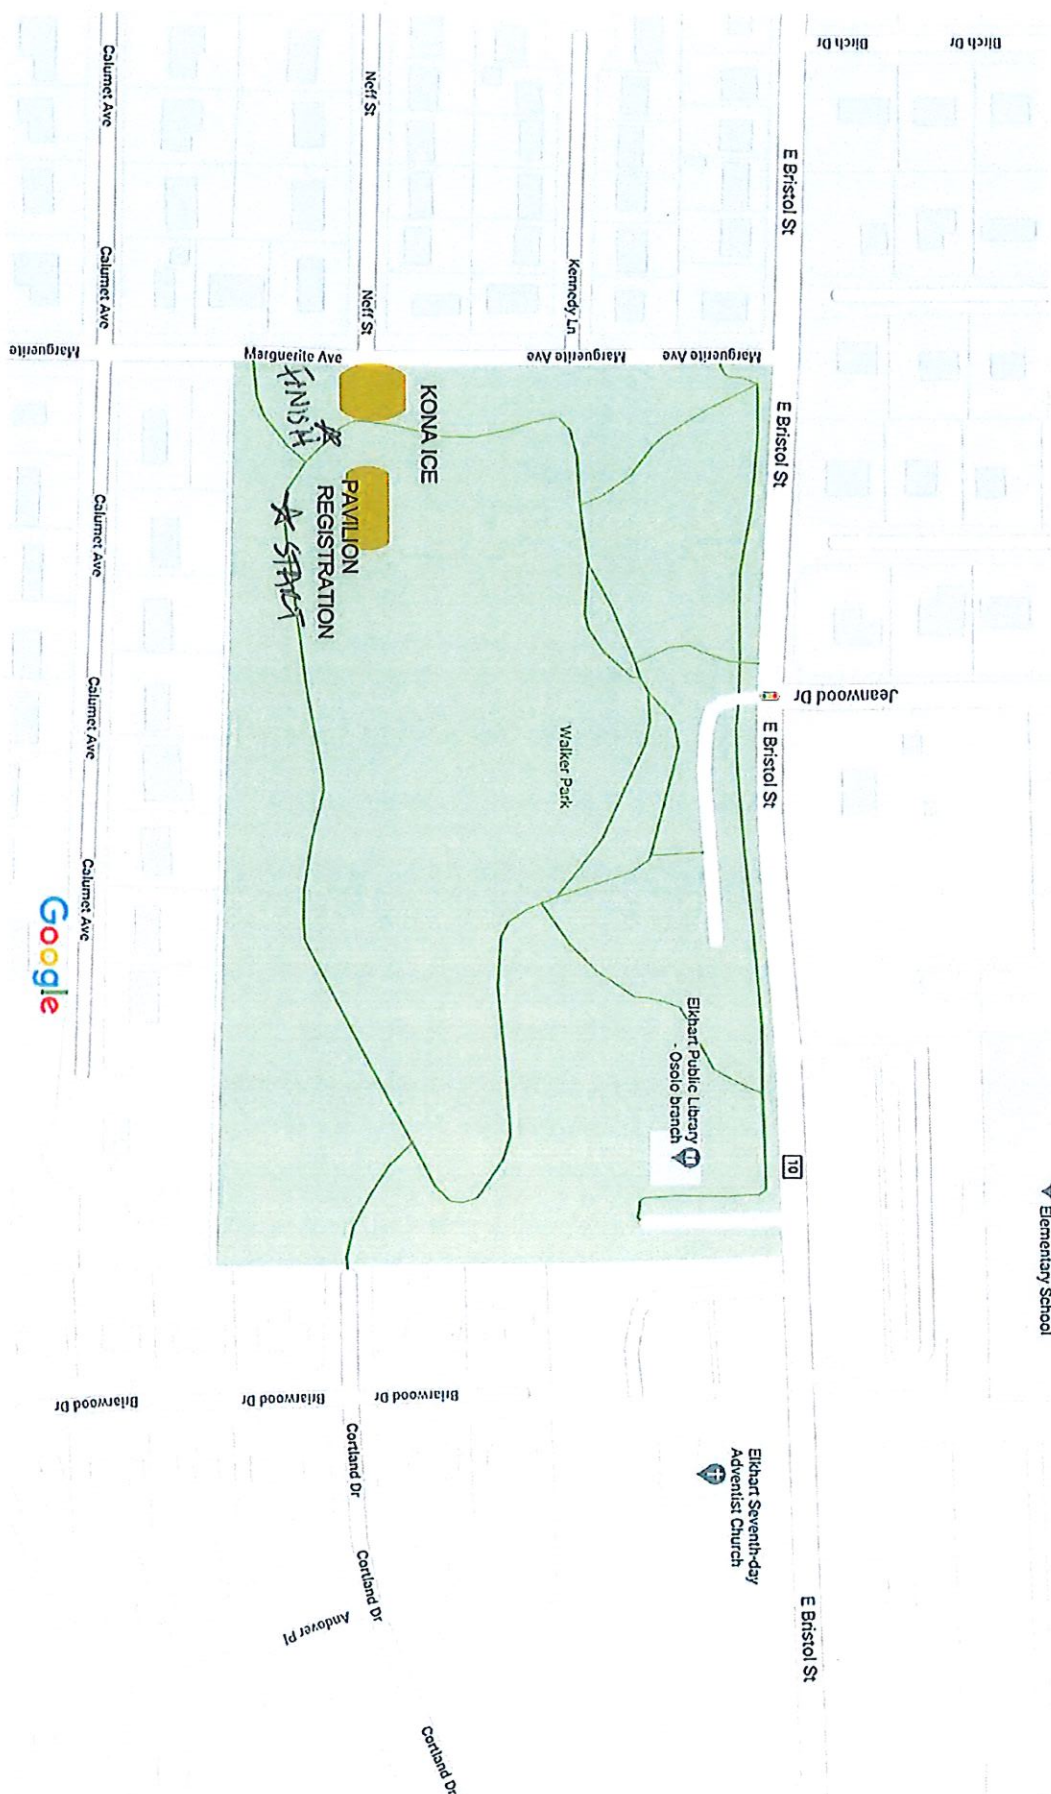 Elementary School
Birch Dr
Birch Dr
Jeanwood Dr
E Bristol St
E Bristol St
E Bristol St
10
E Bristol St
Marguerite Ave
Elkhart Seventh-day
Adventist Church
Elkhart Public Library
- Osolo branch
Marguerite Ave
Kennedy Ln
Walker Park
KONA ICE
Briarwood Dr
Neff St
Neff St
PAVILION
REGISTRATION
Cortland Dr
Cortland Dr
Cortland Dr
Andover Pl
FINISH
START
Marguerite Ave
Briarwood Dr
Calumet Ave
Calumet Ave
Calumet Ave
Calumet Ave
Calumet Ave
Briarwood Dr
Marguerite
Google